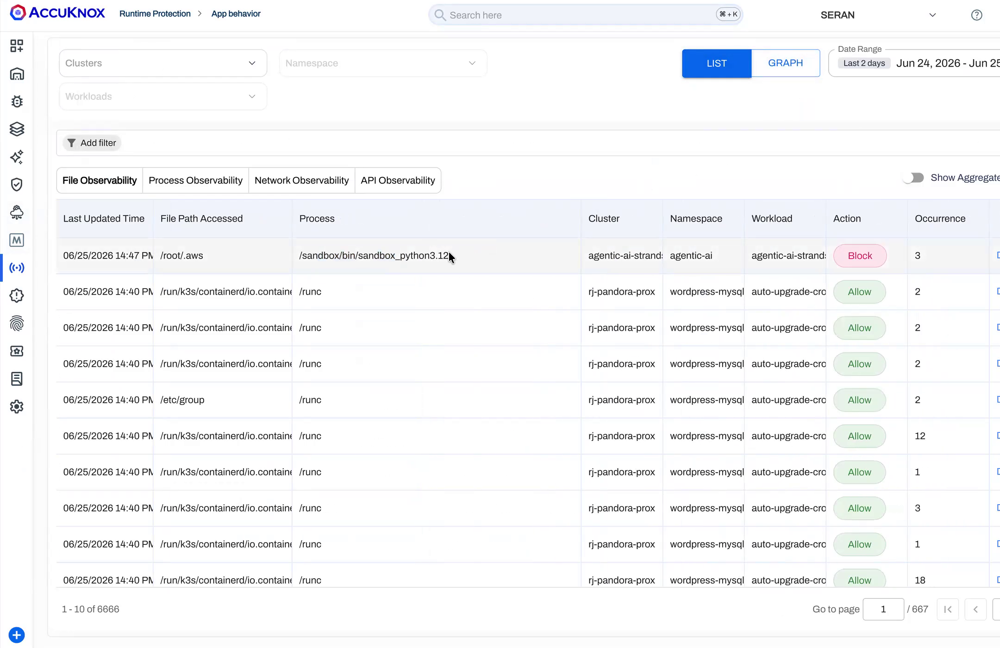 ACCUKNOX Runtime Protection > App behavior Search here ⌘ + K SERAN
Clusters Namespace LIST GRAPH Date Range Last 2 days Jun 24, 2026 - Jun 25
Workloads
Add filter
File Observability Process Observability Network Observability API Observability Show Aggregate
Last Updated Time File Path Accessed Process Cluster Namespace Workload Action Occurrence
06/25/2026 14:47 PM /root/.aws /sandbox/bin/sandbox_python3.12 agentic-ai-strands agentic-ai agentic-ai-strands Block 3
06/25/2026 14:40 PM /run/k3s/containerd/io.containe /runc rj-pandora-prox wordpress-mysql auto-upgrade-cro Allow 2
06/25/2026 14:40 PM /run/k3s/containerd/io.containe /runc rj-pandora-prox wordpress-mysql auto-upgrade-cro Allow 2
06/25/2026 14:40 PM /run/k3s/containerd/io.containe /runc rj-pandora-prox wordpress-mysql auto-upgrade-cro Allow 2
06/25/2026 14:40 PM /etc/group /runc rj-pandora-prox wordpress-mysql auto-upgrade-cro Allow 2
06/25/2026 14:40 PM /run/k3s/containerd/io.containe /runc rj-pandora-prox wordpress-mysql auto-upgrade-cro Allow 12
06/25/2026 14:40 PM /run/k3s/containerd/io.containe /runc rj-pandora-prox wordpress-mysql auto-upgrade-cro Allow 1
06/25/2026 14:40 PM /run/k3s/containerd/io.containe /runc rj-pandora-prox wordpress-mysql auto-upgrade-cro Allow 3
06/25/2026 14:40 PM /run/k3s/containerd/io.containe /runc rj-pandora-prox wordpress-mysql auto-upgrade-cro Allow 1
06/25/2026 14:40 PM /run/k3s/containerd/io.containe /runc rj-pandora-prox wordpress-mysql auto-upgrade-cro Allow 18
1 - 10 of 6666 Go to page 1 / 667